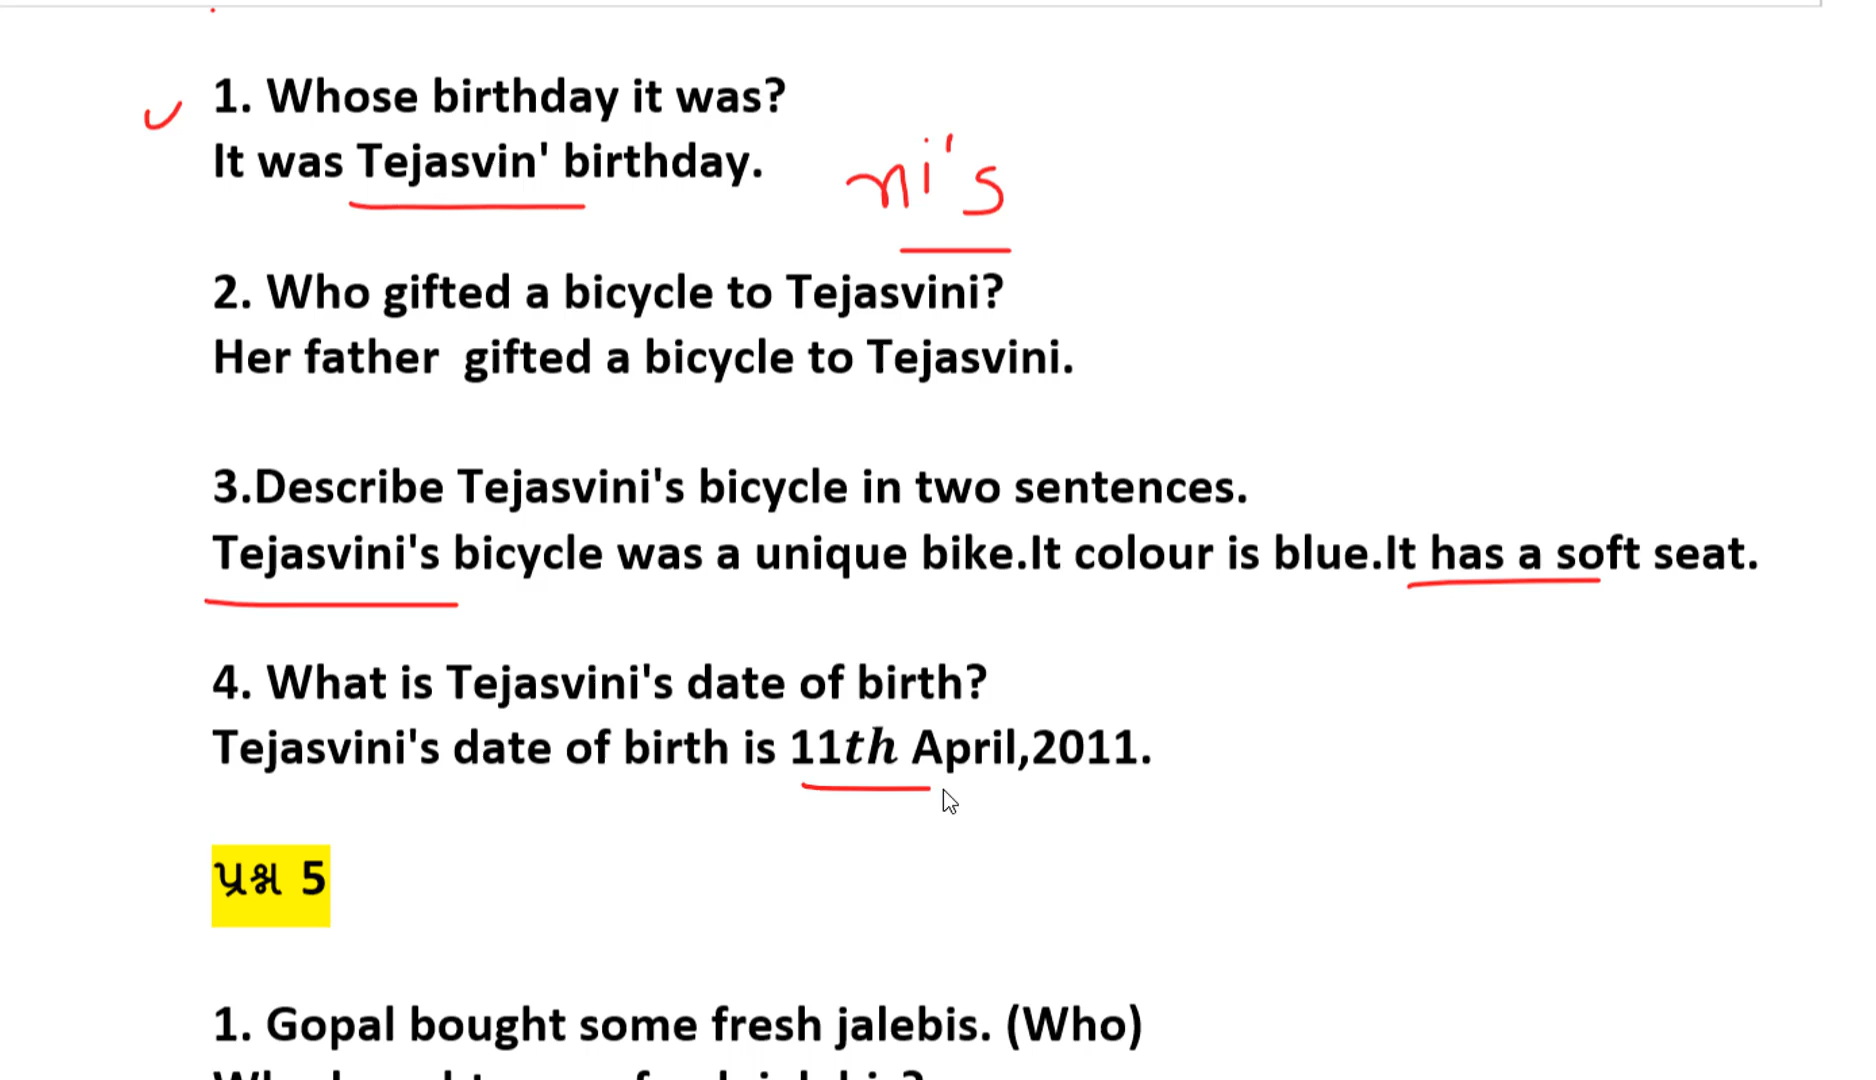 1. Whose birthday it was?
It was Tejasvin' birthday.
ni's
2. Who gifted a bicycle to Tejasvini?
Her father  gifted a bicycle to Tejasvini.
3.Describe Tejasvini's bicycle in two sentences.
Tejasvini's bicycle was a unique bike.It colour is blue.It has a soft seat.
4. What is Tejasvini's date of birth?
Tejasvini's date of birth is 11th April,2011.
પ્રશ્ન 5
1. Gopal bought some fresh jalebis. (Who)